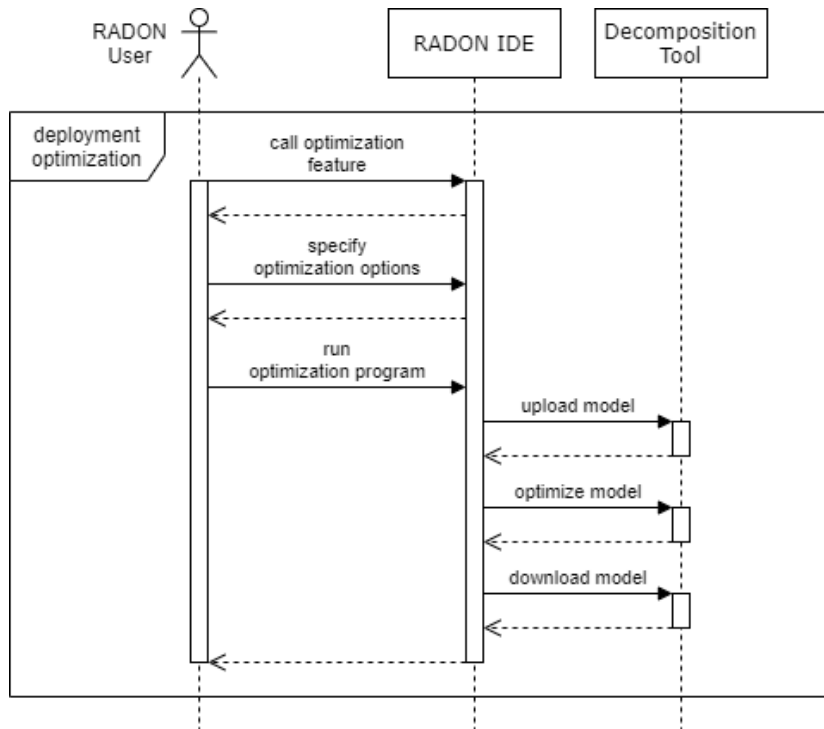 RADON
User
RADON IDE
Decomposition
Tool
deployment
optimization
call optimization
feature
specify
optimization options
run
optimization program
upload model
optimize model
download model